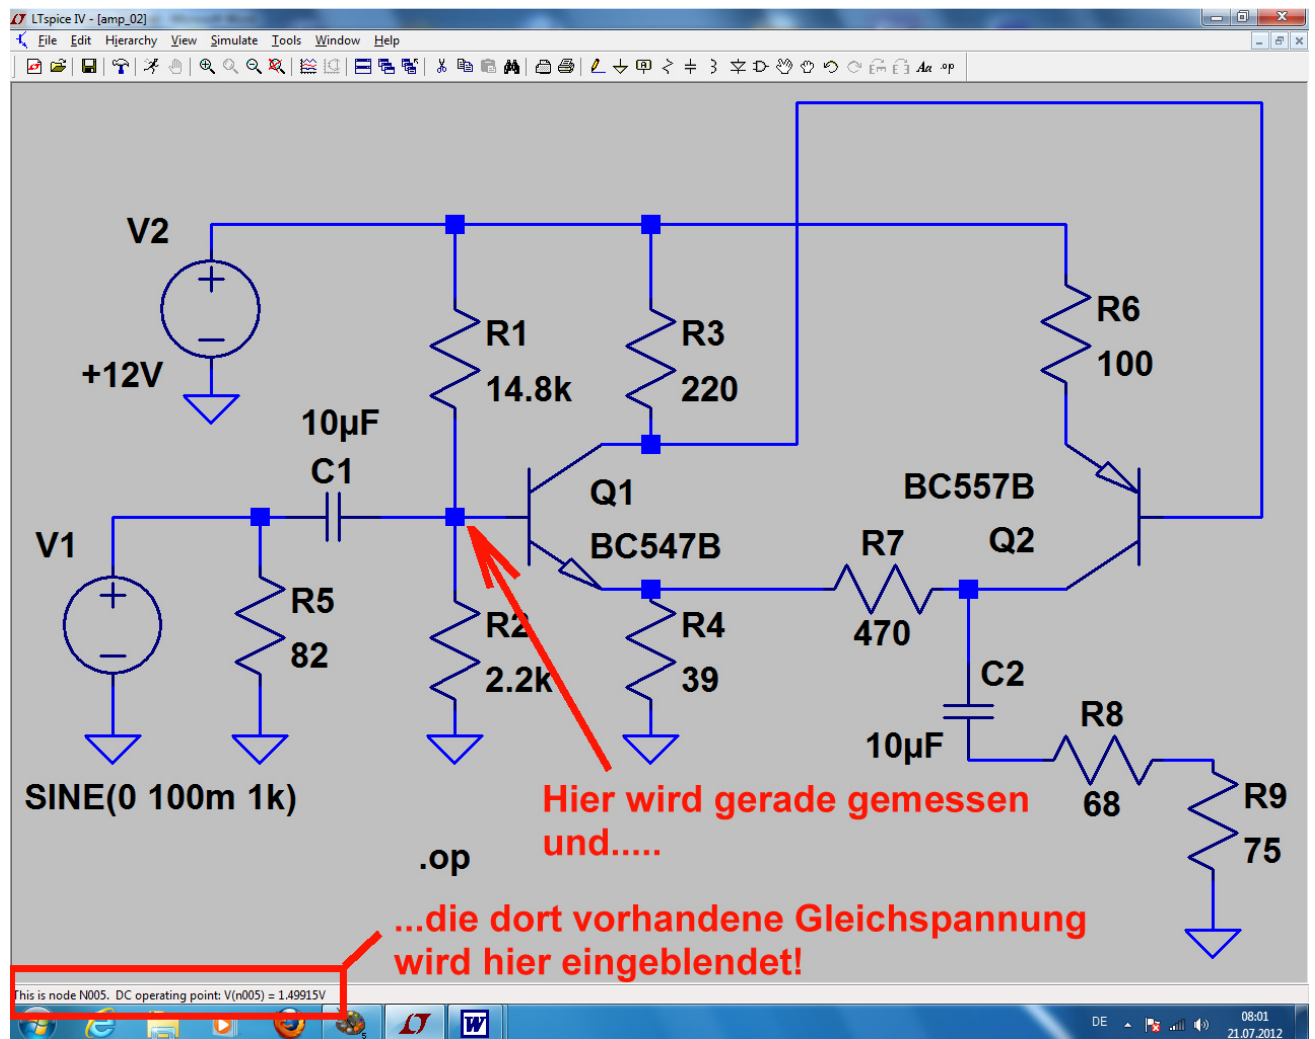 LTspice IV - [amp_02]
File Edit Hierarchy View Simulate Tools Window Help
Aa .op
V2
+12V
R1
14.8k
R3
220
R6
100
10µF
C1
Q1
BC547B
BC557B
Q2
V1
R5
82
R2
2.2k
R4
39
R7
470
C2
10µF
R8
68
R9
75
SINE(0 100m 1k)
Hier wird gerade gemessen
und.....
.op
...die dort vorhandene Gleichspannung
wird hier eingeblendet!
This is node N005. DC operating point: V(n005) = 1.49915V
DE
08:01
21.07.2012